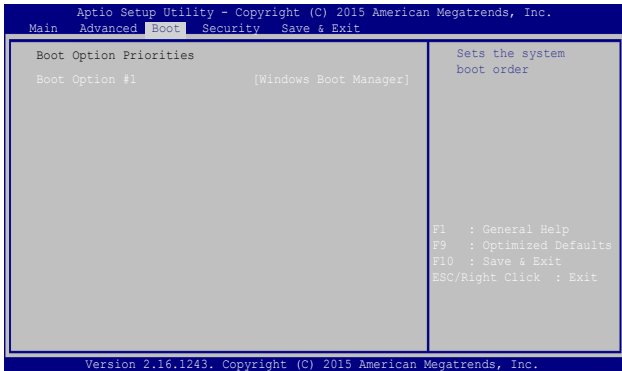 Aptio Setup Utility - Copyright (C) 2015 American Megatrends, Inc.
Main Advanced Boot Security Save & Exit
Boot Option Priorities
Boot Option #1 [Windows Boot Manager]
Sets the system
boot order
F1 : General Help
F9 : Optimized Defaults
F10 : Save & Exit
ESC/Right Click : Exit
Version 2.16.1243. Copyright (C) 2015 American Megatrends, Inc.